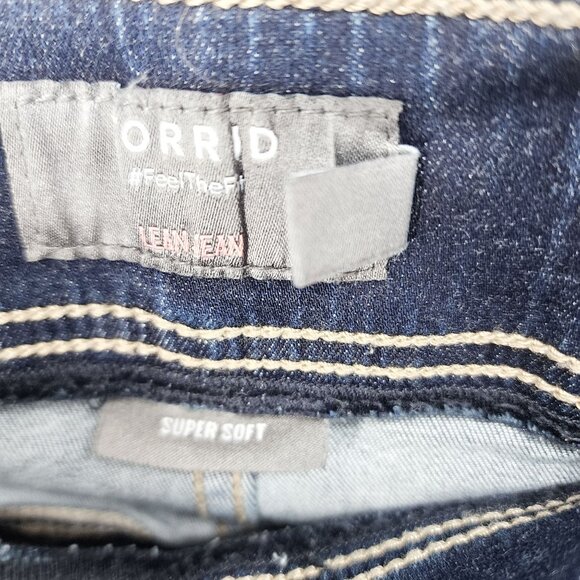 ORRID
#FeelTheFi
LEAN JEAN
SUPER SOFT